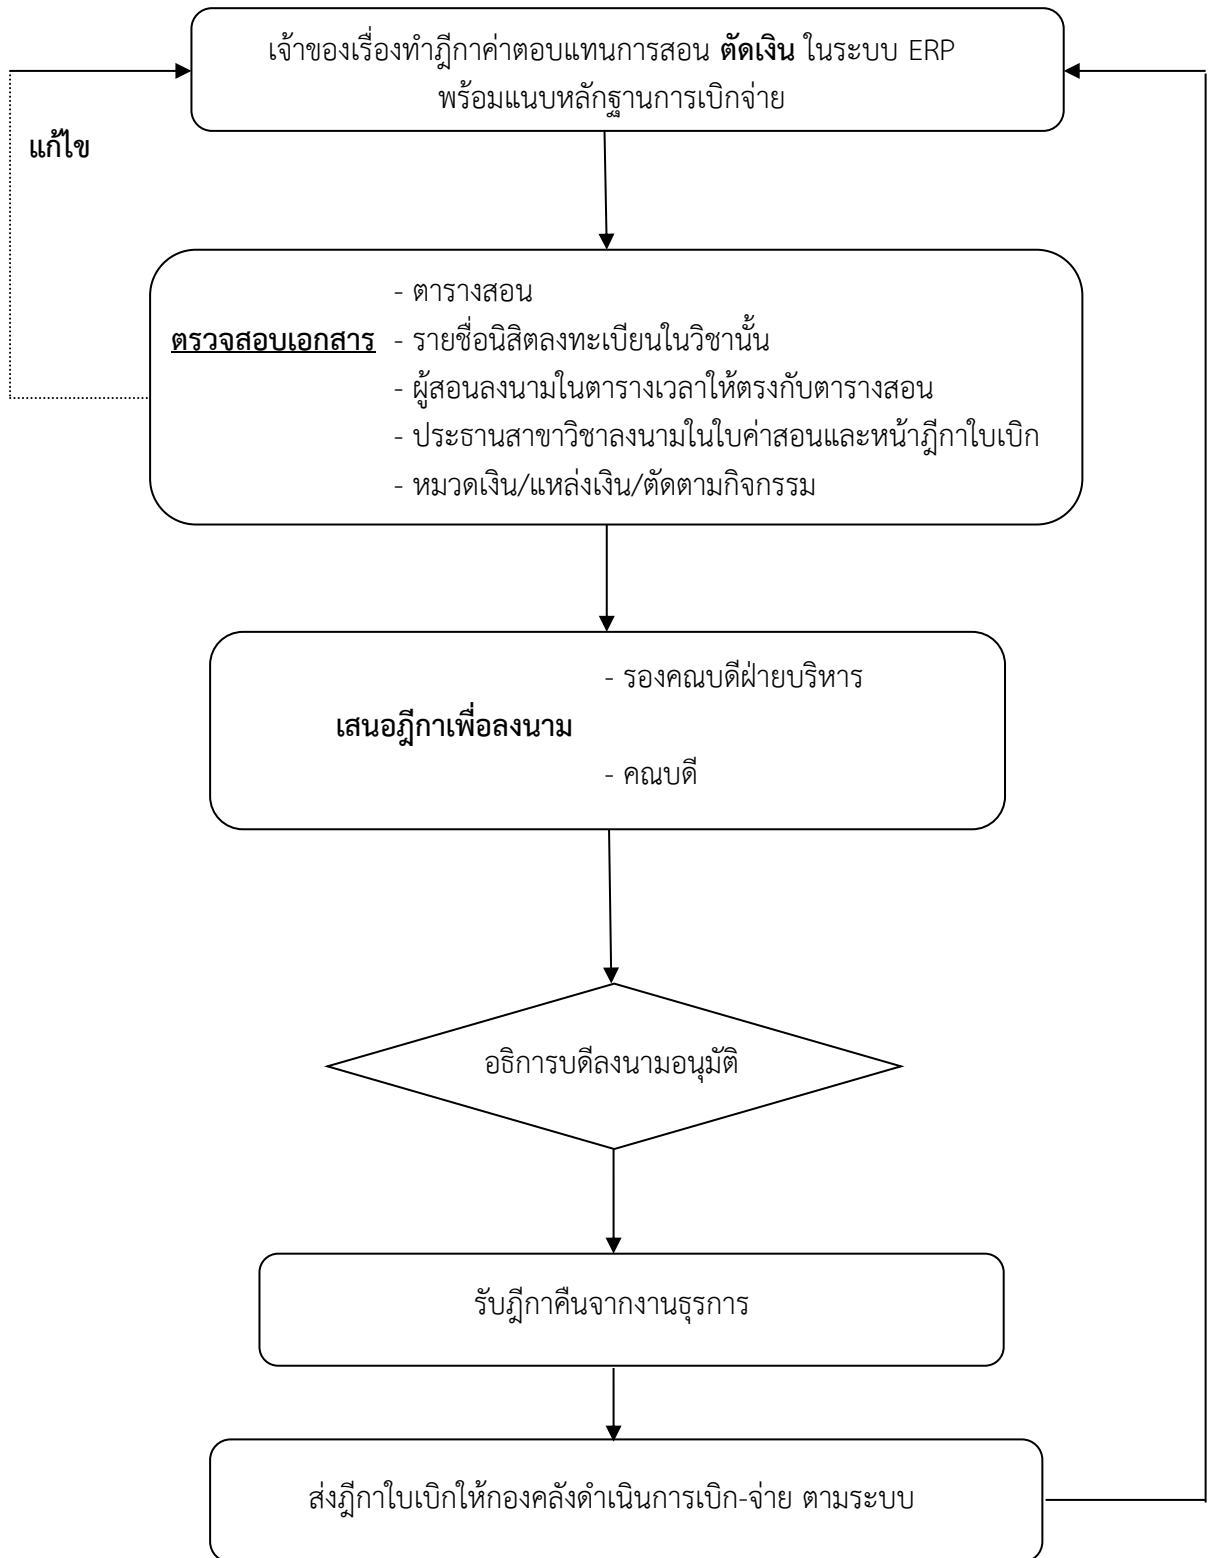 เจ้าของเรื่องทำฎีกาค่าตอบแทนการสอน ตัดเงิน ในระบบ ERP
พร้อมแนบหลักฐานการเบิกจ่าย
แก้ไข
- ตารางสอน
ตรวจสอบเอกสาร - รายชื่อนิสิตลงทะเบียนในวิชานั้น
- ผู้สอนลงนามในตารางเวลาให้ตรงกับตารางสอน
- ประธานสาขาวิชาลงนามในใบค่าสอนและหน้าฎีกาใบเบิก
- หมวดเงิน/แหล่งเงิน/ตัดตามกิจกรรม
- รองคณบดีฝ่ายบริหาร
เสนอฎีกาเพื่อลงนาม
- คณบดี
อธิการบดีลงนามอนุมัติ
รับฎีกาคืนจากงานธุรการ
ส่งฎีกาใบเบิกให้กองคลังดำเนินการเบิก-จ่าย ตามระบบ